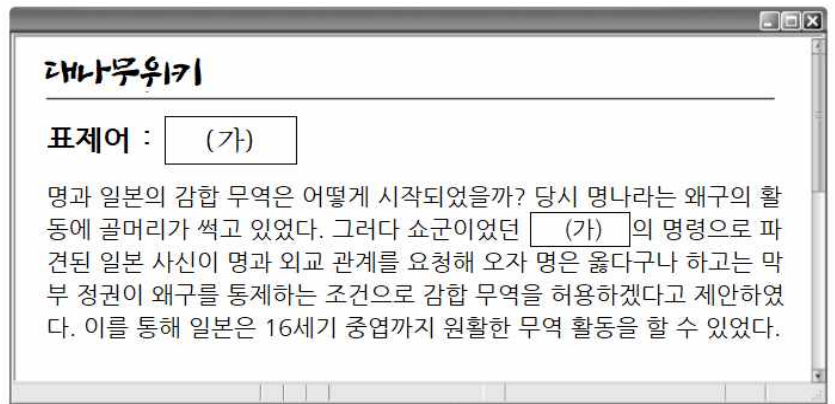 대나무위키
표제어 : (가)
명과 일본의 감합 무역은 어떻게 시작되었을까? 당시 명나라는 왜구의 활
동에 골머리가 썩고 있었다. 그러다 쇼군이었던 (가)의 명령으로 파
견된 일본 사신이 명과 외교 관계를 요청해 오자 명은 옳다구나 하고는 막
부 정권이 왜구를 통제하는 조건으로 감합 무역을 허용하겠다고 제안하였
다. 이를 통해 일본은 16세기 중엽까지 원활한 무역 활동을 할 수 있었다.